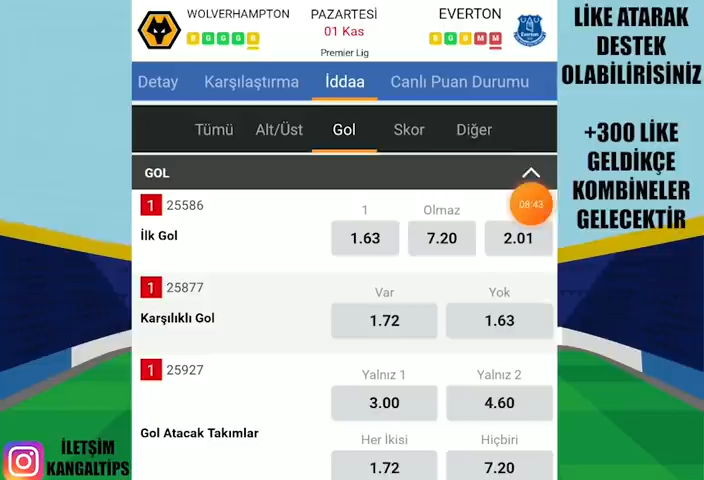 WOLVERHAMPTON
B G G G B
PAZARTESİ
01 Kas
Premier Lig
EVERTON
B G B M M
Everton
Detay Karşılaştırma İddaa Canlı Puan Durumu
Tümü Alt/Üst Gol Skor Diğer
GOL
1 25586
1 Olmaz
08:43
İlk Gol
1.63 7.20 2.01
1 25877
Var Yok
Karşılıklı Gol
1.72 1.63
1 25927
Yalnız 1 Yalnız 2
3.00 4.60
Gol Atacak Takımlar
Her İkisi Hiçbiri
1.72 7.20
LİKE ATARAK
DESTEK
OLABİLİRİSİNİZ
+300 LİKE
GELDİKÇE
KOMBİNELER
GELECEKTİR
İLETŞİM
KANGALTİPS